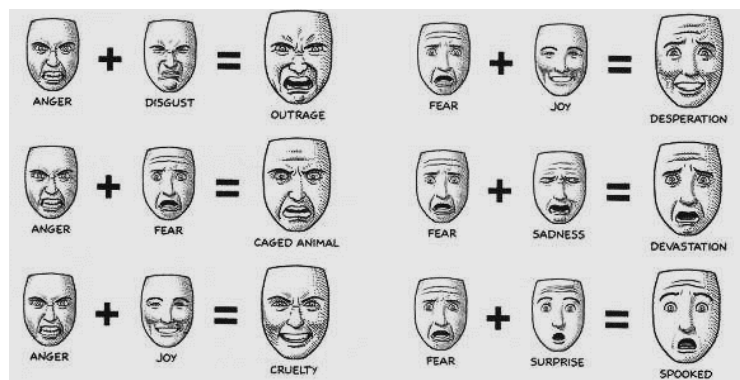 ANGER + DISGUST = OUTRAGE
FEAR + JOY = DESPERATION
ANGER + FEAR = CAGED ANIMAL
FEAR + SADNESS = DEVASTATION
ANGER + JOY = CRUELTY
FEAR + SURPRISE = SPOOKED